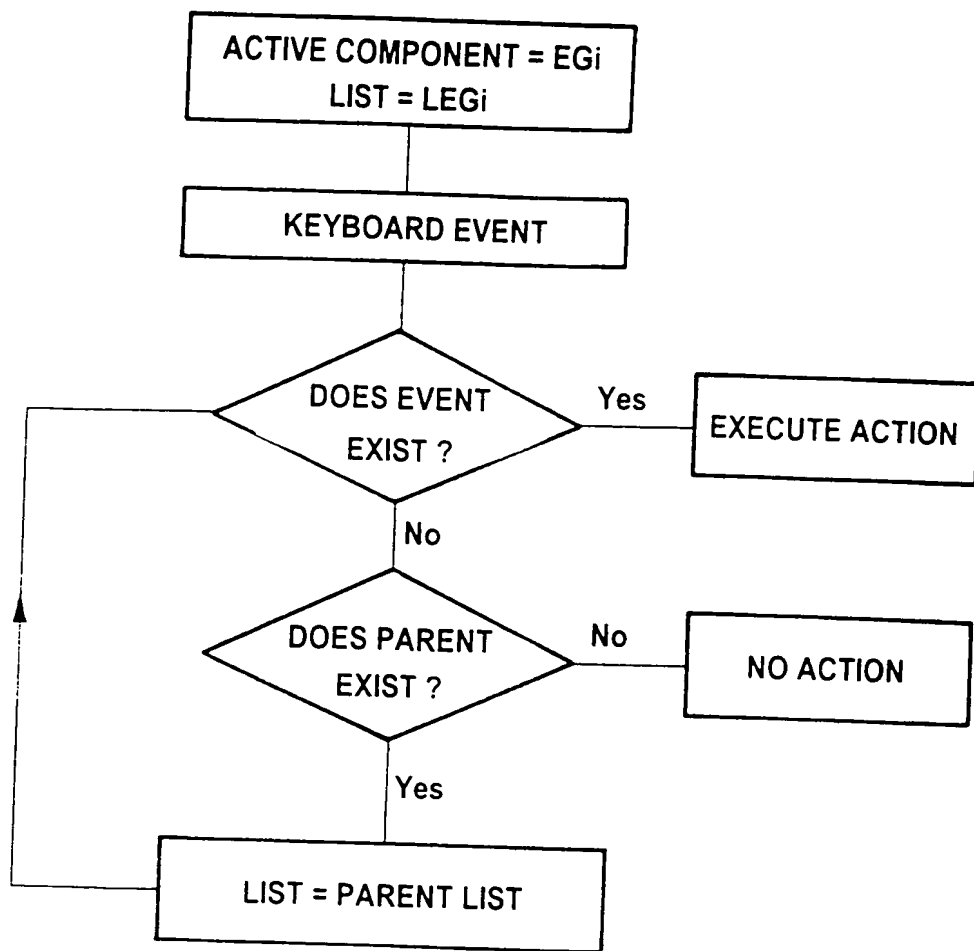 ACTIVE COMPONENT = EGi
LIST = LEGi
KEYBOARD EVENT
DOES EVENT
EXIST ?
Yes
EXECUTE ACTION
No
DOES PARENT
EXIST ?
No
NO ACTION
Yes
LIST = PARENT LIST